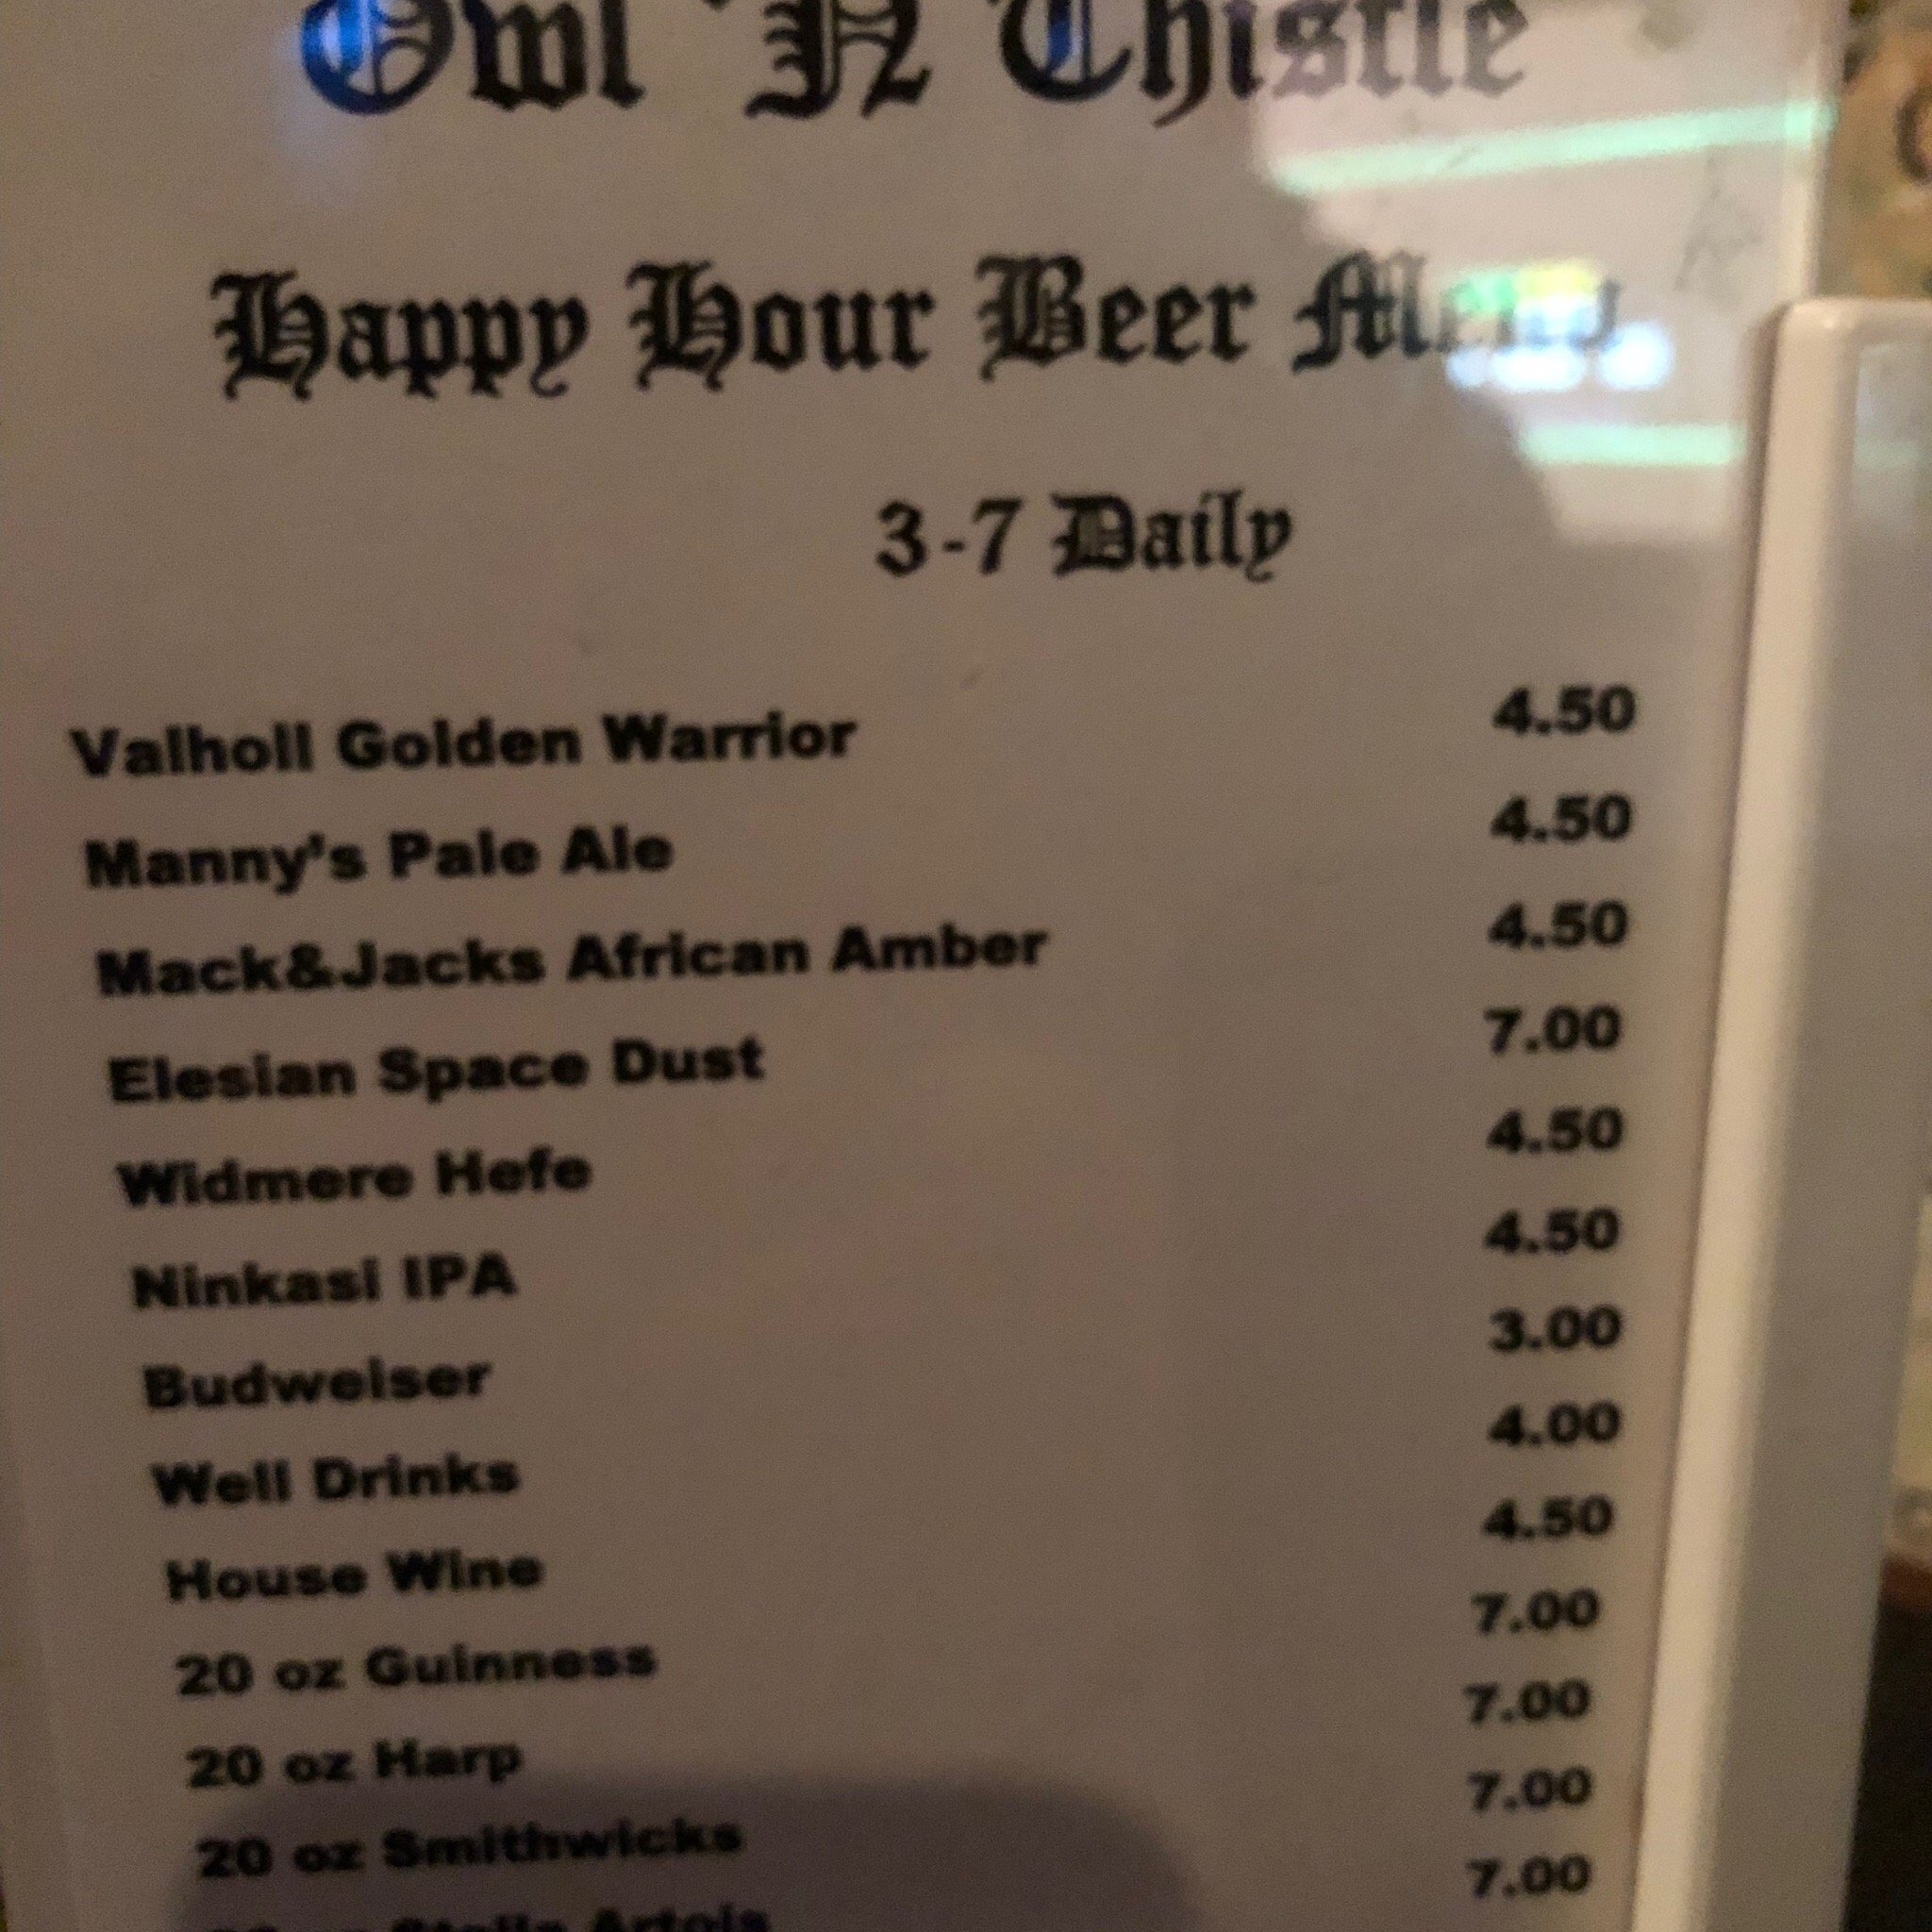 Owl 'N Thistle
Happy Hour Beer Menu
3-7 Daily
Valholl Golden Warrior 4.50
Manny's Pale Ale 4.50
Mack&Jacks African Amber 4.50
Elesian Space Dust 7.00
Widmere Hefe 4.50
Ninkasi IPA 4.50
Budweiser 3.00
Well Drinks 4.00
House Wine 4.50
20 oz Guinness 7.00
20 oz Harp 7.00
20 oz Smithwicks 7.00
Stella Artois 7.00